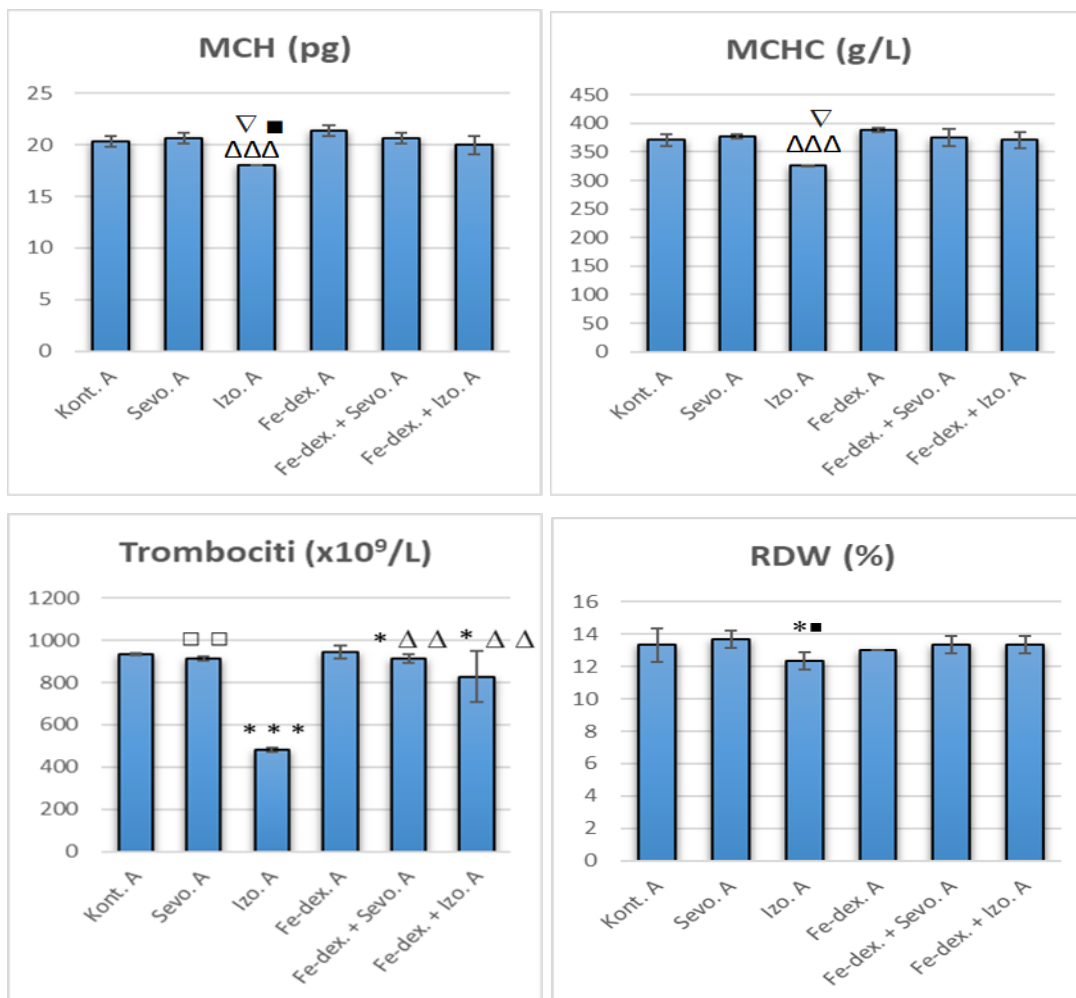 MCH (pg)
25
20
15
10
5
0
∇ ■
ΔΔΔ
Kont. A
Sevo. A
Izo. A
Fe-dex. A
Fe-dex. + Sevo. A
Fe-dex. + Izo. A
MCHC (g/L)
450
400
350
300
250
200
150
100
50
0
∇
ΔΔΔ
Kont. A
Sevo. A
Izo. A
Fe-dex. A
Fe-dex. + Sevo. A
Fe-dex. + Izo. A
Trombociti (x10⁹/L)
1200
1000
800
600
400
200
0
□ □
* * *
* Δ Δ
* Δ Δ
Kont. A
Sevo. A
Izo. A
Fe-dex. A
Fe-dex. + Sevo. A
Fe-dex. + Izo. A
RDW (%)
16
14
12
10
8
6
4
2
0
*■
Kont. A
Sevo. A
Izo. A
Fe-dex. A
Fe-dex. + Sevo. A
Fe-dex. + Izo. A